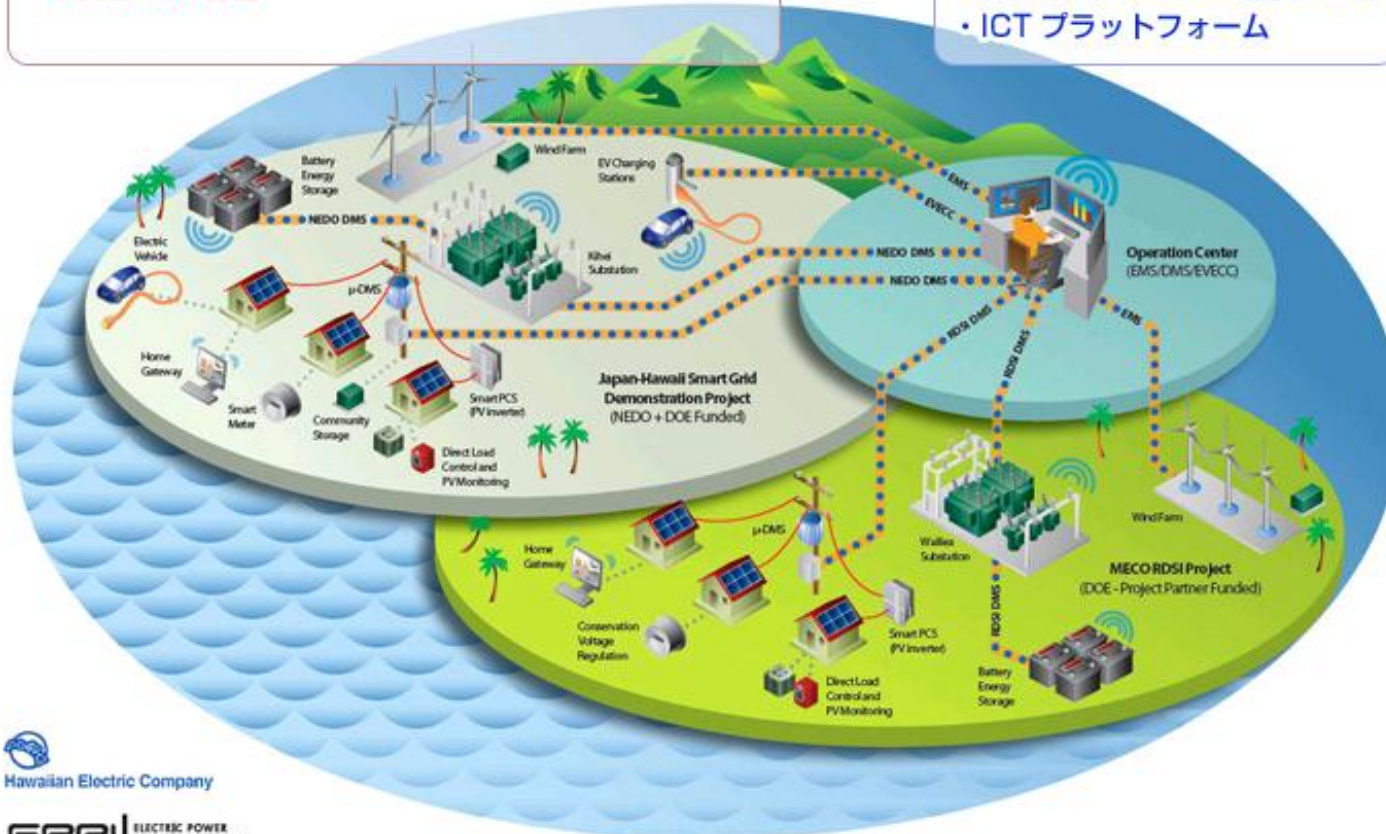 ・ICT プラットフォーム
Battery
Energy
Storage
Wind Farm
EV Charging
Stations
EMS
EVECC
NEDO DMS
Electric
Vehicle
Kihei
Substation
μ-DMS
NEDO DMS
NEDO DMS
Operation Center
(EMS/DMS/EVECC)
RDSI DMS
RDSI DMS
EMS
Home
Gateway
Smart
Meter
Community
Storage
Smart PCS
(PV inverter)
Direct Load
Control and
PV Monitoring
Japan-Hawaii Smart Grid
Demonstration Project
(NEDO + DOE Funded)
Home
Gateway
μ-DMS
Wailea
Substation
Wind Farm
MECO RDSI Project
(DOE - Project Partner Funded)
Conservation
Voltage
Regulation
Smart PCS
(PV inverter)
Direct Load
Control and
PV Monitoring
RDSI DMS
Battery
Energy
Storage
Hawaiian Electric Company
ELECTRIC POWER